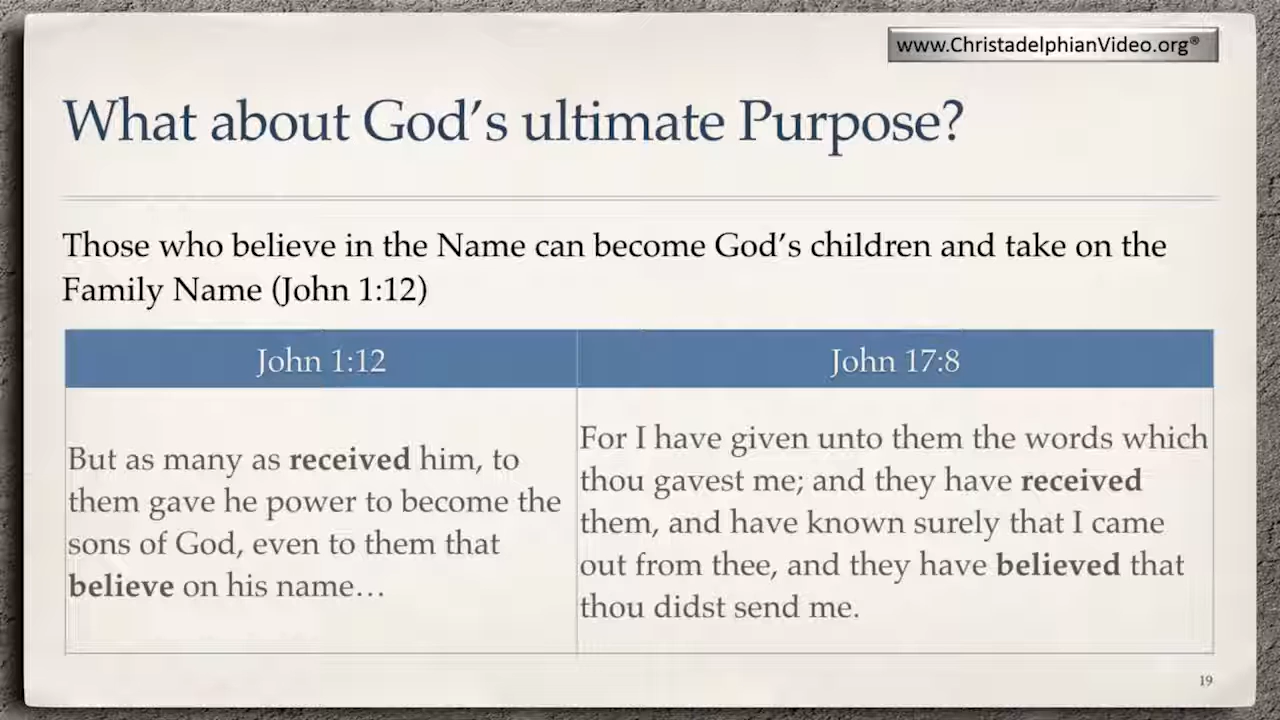 www.ChristadelphianVideo.org®
What about God's ultimate Purpose?
Those who believe in the Name can become God's children and take on the
Family Name (John 1:12)
John 1:12
But as many as received him, to
them gave he power to become the
sons of God, even to them that
believe on his name…
John 17:8
For I have given unto them the words which
thou gavest me; and they have received
them, and have known surely that I came
out from thee, and they have believed that
thou didst send me.
19